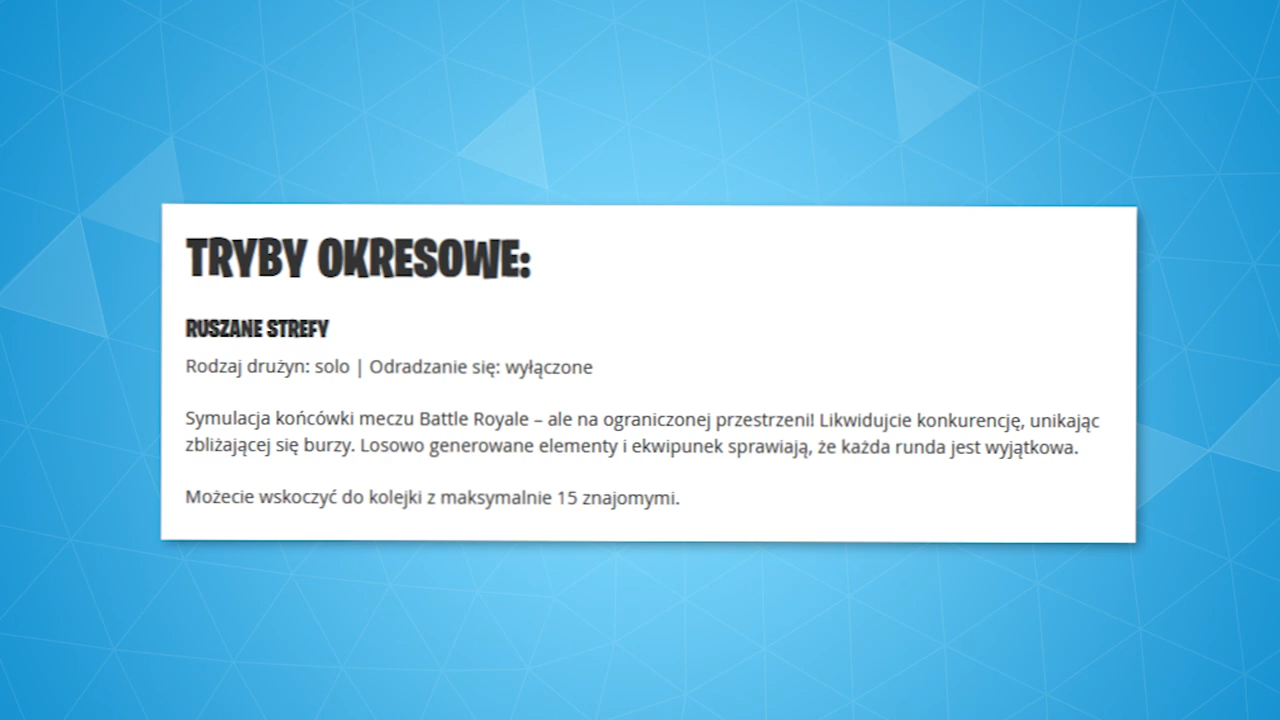 TRYBY OKRESOWE:
RUSZANE STREFY
Rodzaj drużyn: solo | Odradzanie się: wyłączone
Symulacja końcówki meczu Battle Royale – ale na ograniczonej przestrzeni! Likwidujcie konkurencję, unikając
zbliżającej się burzy. Losowo generowane elementy i ekwipunek sprawiają, że każda runda jest wyjątkowa.
Możecie wskoczyć do kolejki z maksymalnie 15 znajomymi.